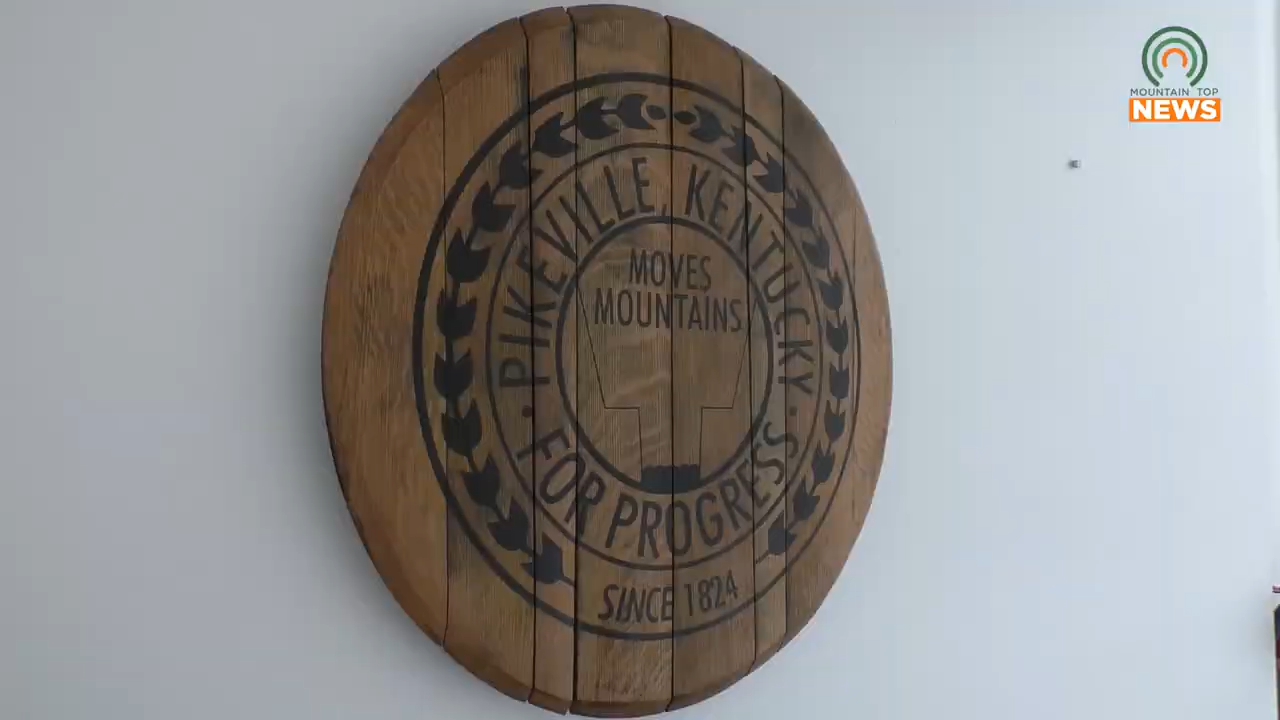 MOUNTAIN TOP
NEWS
PIKEVILLE, KENTUCKY
MOVES
MOUNTAINS
· FOR PROGRESS ·
SINCE 1824